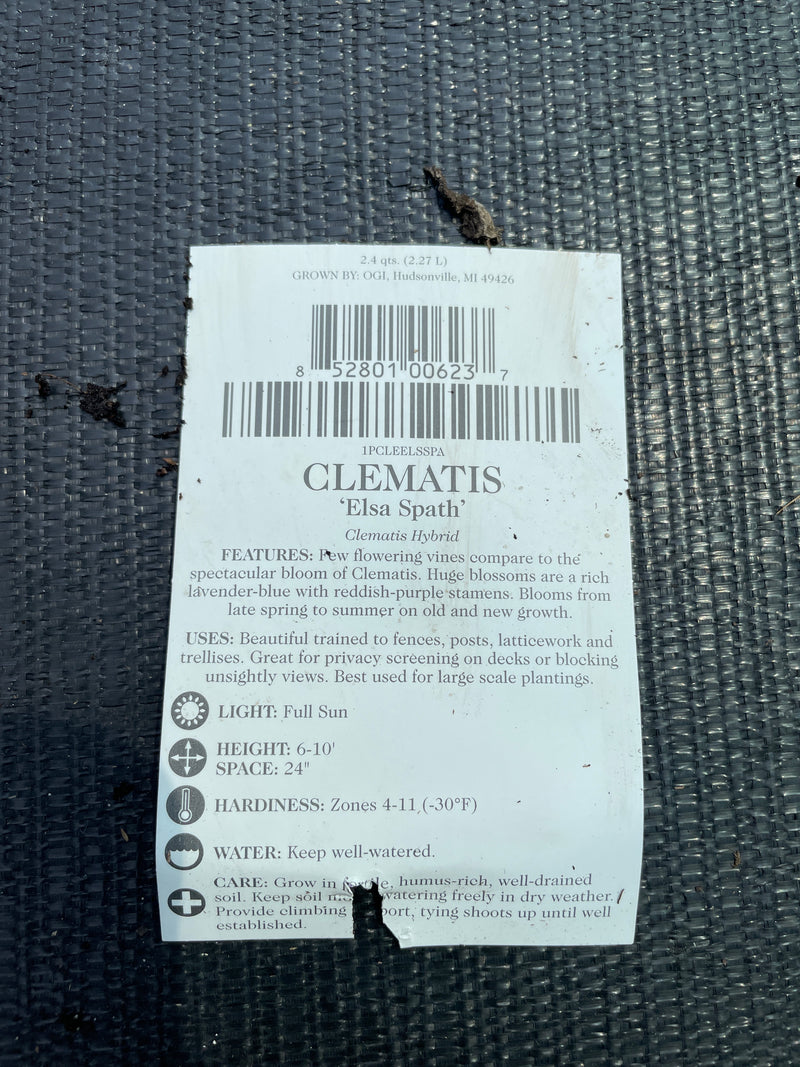 2.4 qts. (2.27 L)
GROWN BY: OGI, Hudsonville, MI 49426
8 52801 00623 7
1PCLEELSSPA
CLEMATIS
‘Elsa Spath’
Clematis Hybrid
FEATURES: Few flowering vines compare to the
spectacular bloom of Clematis. Huge blossoms are a rich
lavender-blue with reddish-purple stamens. Blooms from
late spring to summer on old and new growth.
USES: Beautiful trained to fences, posts, latticework and
trellises. Great for privacy screening on decks or blocking
unsightly views. Best used for large scale plantings.
LIGHT: Full Sun
HEIGHT: 6-10'
SPACE: 24"
HARDINESS: Zones 4-11 (-30°F)
WATER: Keep well-watered.
CARE: Grow in humus-rich, well-drained
soil. Keep soil watering freely in dry weather.
Provide climbing tying shoots up until well
established.